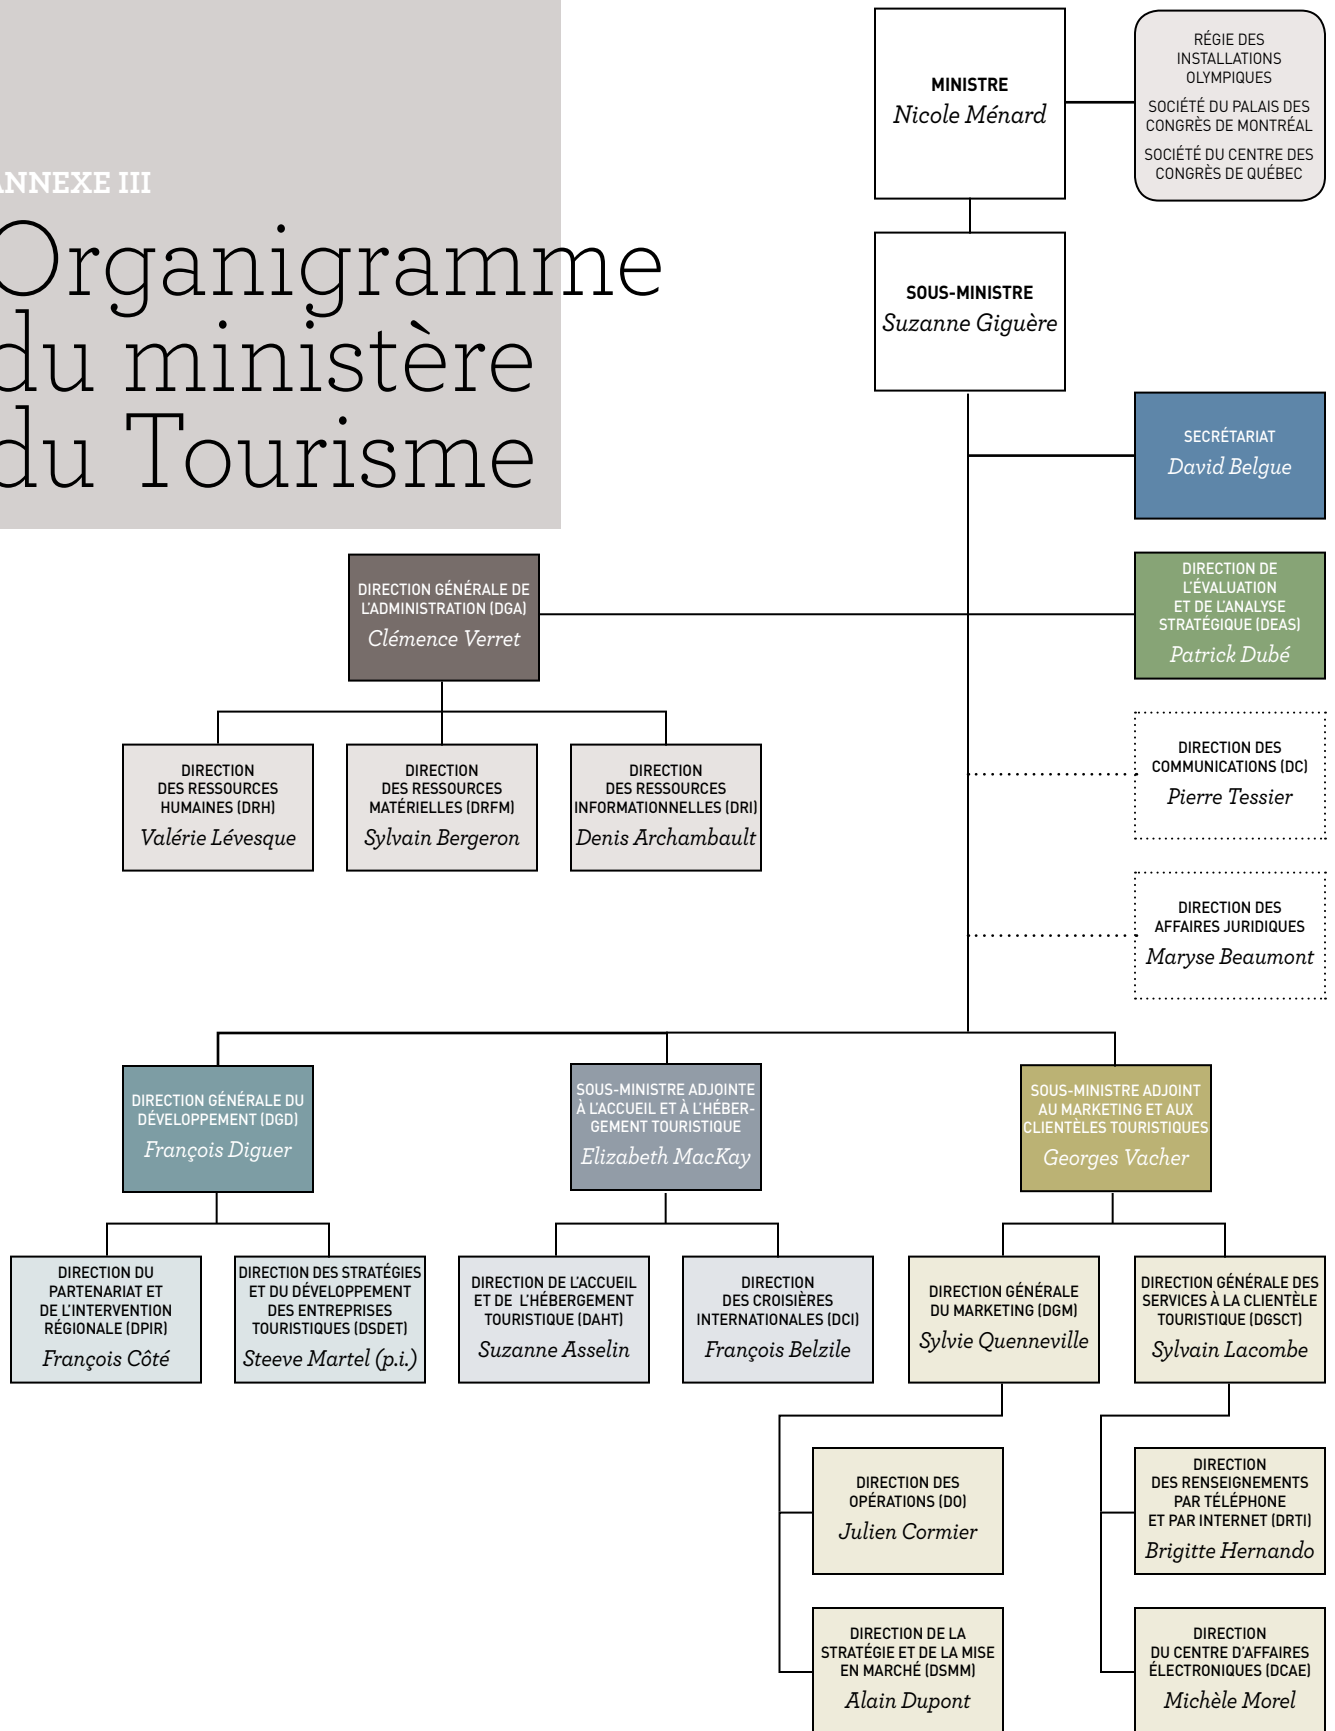 ANNEXE III
Organigramme
du ministère
du Tourisme
MINISTRE
Nicole Ménard
RÉGIE DES
INSTALLATIONS
OLYMPIQUES
SOCIÉTÉ DU PALAIS DES
CONGRÈS DE MONTRÉAL
SOCIÉTÉ DU CENTRE DES
CONGRÈS DE QUÉBEC
SOUS-MINISTRE
Suzanne Giguère
SECRÉTARIAT
David Belgue
DIRECTION GÉNÉRALE DE
L'ADMINISTRATION (DGA)
Clémence Verret
DIRECTION DE
L'ÉVALUATION
ET DE L'ANALYSE
STRATÉGIQUE (DEAS)
Patrick Dubé
DIRECTION
DES RESSOURCES
HUMAINES (DRH)
Valérie Lévesque
DIRECTION
DES RESSOURCES
MATÉRIELLES (DRFM)
Sylvain Bergeron
DIRECTION
DES RESSOURCES
INFORMATIONNELLES (DRI)
Denis Archambault
DIRECTION DES
COMMUNICATIONS (DC)
Pierre Tessier
DIRECTION DES
AFFAIRES JURIDIQUES
Maryse Beaumont
DIRECTION GÉNÉRALE DU
DÉVELOPPEMENT (DGD)
François Diguer
SOUS-MINISTRE ADJOINTE
À L'ACCUEIL ET À L'HÉBER-
GEMENT TOURISTIQUE
Elizabeth MacKay
SOUS-MINISTRE ADJOINT
AU MARKETING ET AUX
CLIENTÈLES TOURISTIQUES
Georges Vacher
DIRECTION DU
PARTENARIAT ET
DE L'INTERVENTION
RÉGIONALE (DPIR)
François Côté
DIRECTION DES STRATÉGIES
ET DU DÉVELOPPEMENT
DES ENTREPRISES
TOURISTIQUES (DSDET)
Steeve Martel (p.i.)
DIRECTION DE L'ACCUEIL
ET DE L'HÉBERGEMENT
TOURISTIQUE (DAHT)
Suzanne Asselin
DIRECTION
DES CROISIÈRES
INTERNATIONALES (DCI)
François Belzile
DIRECTION GÉNÉRALE
DU MARKETING (DGM)
Sylvie Quenneville
DIRECTION GÉNÉRALE DES
SERVICES À LA CLIENTÈLE
TOURISTIQUE (DGSCT)
Sylvain Lacombe
DIRECTION DES
OPÉRATIONS (DO)
Julien Cormier
DIRECTION
DES RENSEIGNEMENTS
PAR TÉLÉPHONE
ET PAR INTERNET (DRTI)
Brigitte Hernando
DIRECTION DE LA
STRATÉGIE ET DE LA MISE
EN MARCHÉ (DSMM)
Alain Dupont
DIRECTION
DU CENTRE D'AFFAIRES
ÉLECTRONIQUES (DCAE)
Michèle Morel